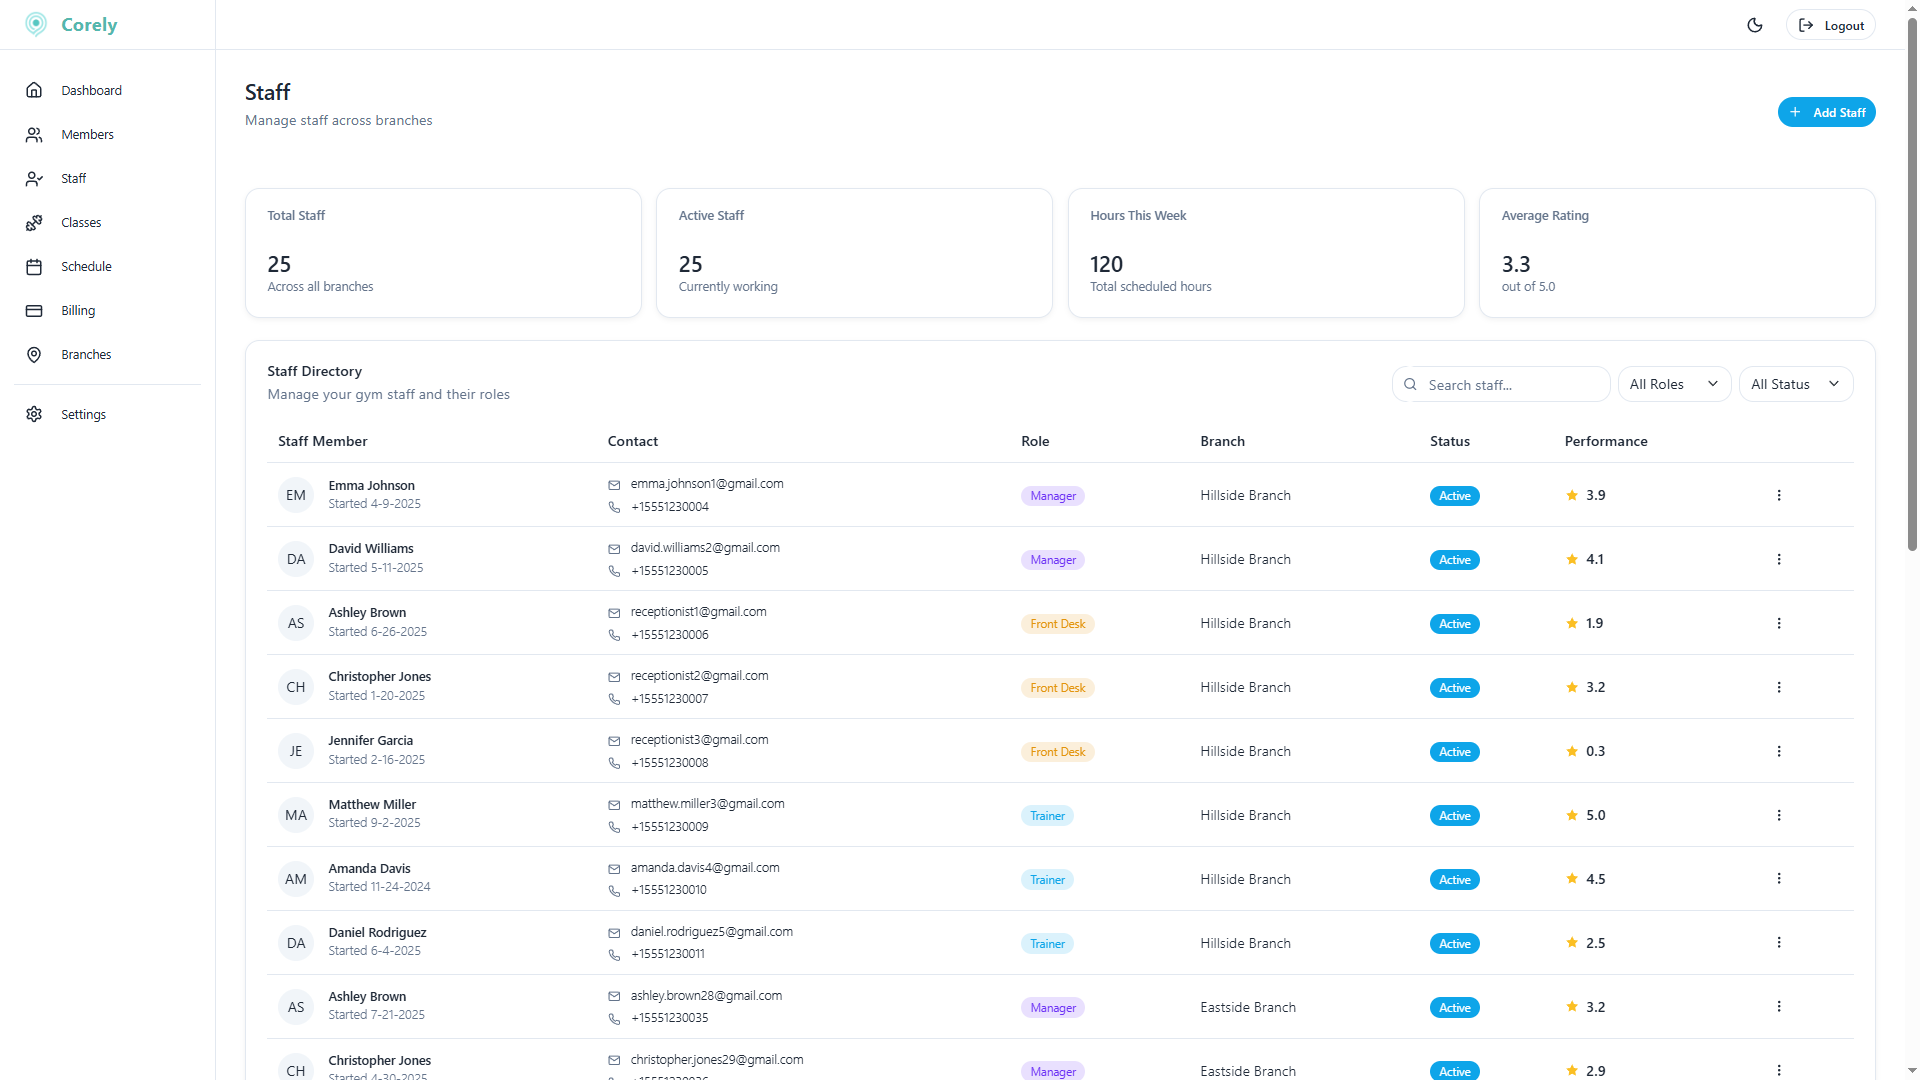 Corely
Logout
Dashboard
Members
Staff
Classes
Schedule
Billing
Branches
Settings
Staff
Manage staff across branches
Add Staff
Total Staff
25
Across all branches
Active Staff
25
Currently working
Hours This Week
120
Total scheduled hours
Average Rating
3.3
out of 5.0
Staff Directory
Manage your gym staff and their roles
Search staff...
All Roles
All Status
Staff Member Contact Role Branch Status Performance
EM Emma Johnson
Started 4-9-2025
emma.johnson1@gmail.com
+15551230004
Manager Hillside Branch Active 3.9
DA David Williams
Started 5-11-2025
david.williams2@gmail.com
+15551230005
Manager Hillside Branch Active 4.1
AS Ashley Brown
Started 6-26-2025
receptionist1@gmail.com
+15551230006
Front Desk Hillside Branch Active 1.9
CH Christopher Jones
Started 1-20-2025
receptionist2@gmail.com
+15551230007
Front Desk Hillside Branch Active 3.2
JE Jennifer Garcia
Started 2-16-2025
receptionist3@gmail.com
+15551230008
Front Desk Hillside Branch Active 0.3
MA Matthew Miller
Started 9-2-2025
matthew.miller3@gmail.com
+15551230009
Trainer Hillside Branch Active 5.0
AM Amanda Davis
Started 11-24-2024
amanda.davis4@gmail.com
+15551230010
Trainer Hillside Branch Active 4.5
DA Daniel Rodriguez
Started 6-4-2025
daniel.rodriguez5@gmail.com
+15551230011
Trainer Hillside Branch Active 2.5
AS Ashley Brown
Started 7-21-2025
ashley.brown28@gmail.com
+15551230035
Manager Eastside Branch Active 3.2
CH Christopher Jones
Started 4-30-2025
christopher.jones29@gmail.com
Manager Eastside Branch Active 2.9